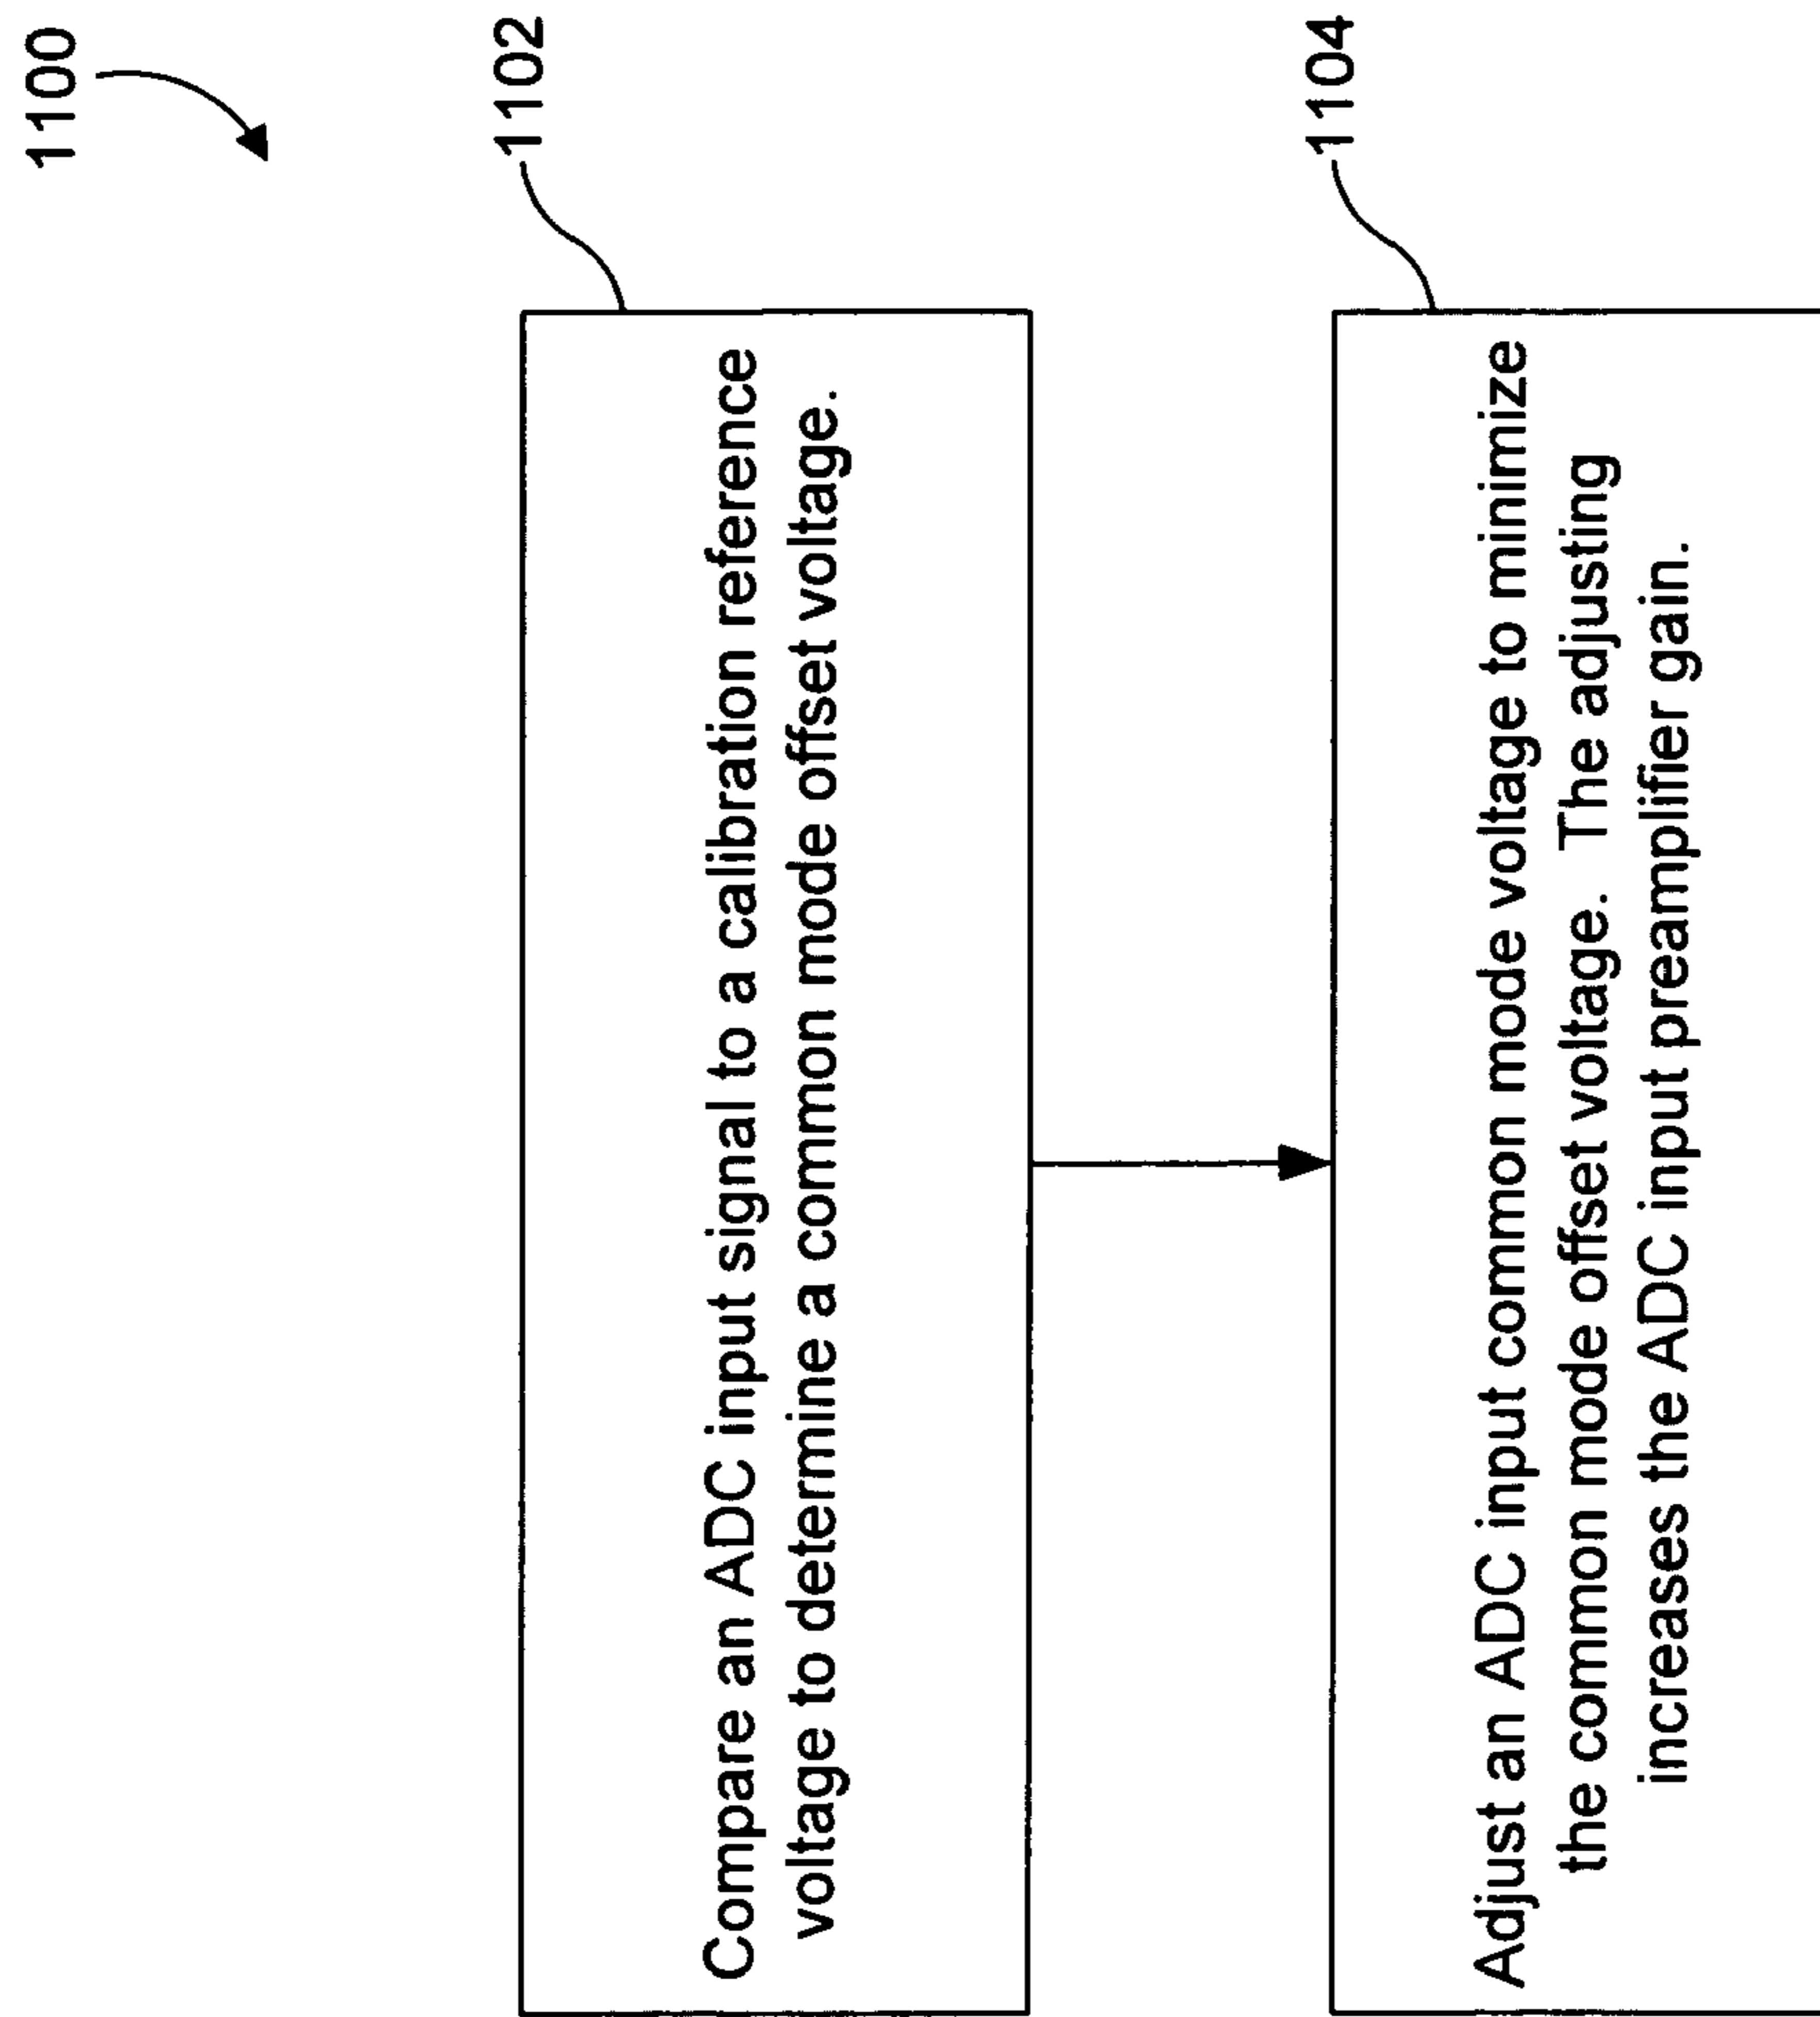 1100
1102
Compare an ADC input signal to a calibration reference
voltage to determine a common mode offset voltage.
1104
Adjust an ADC input common mode voltage to minimize
the common mode offset voltage. The adjusting
increases the ADC input preamplifier gain.